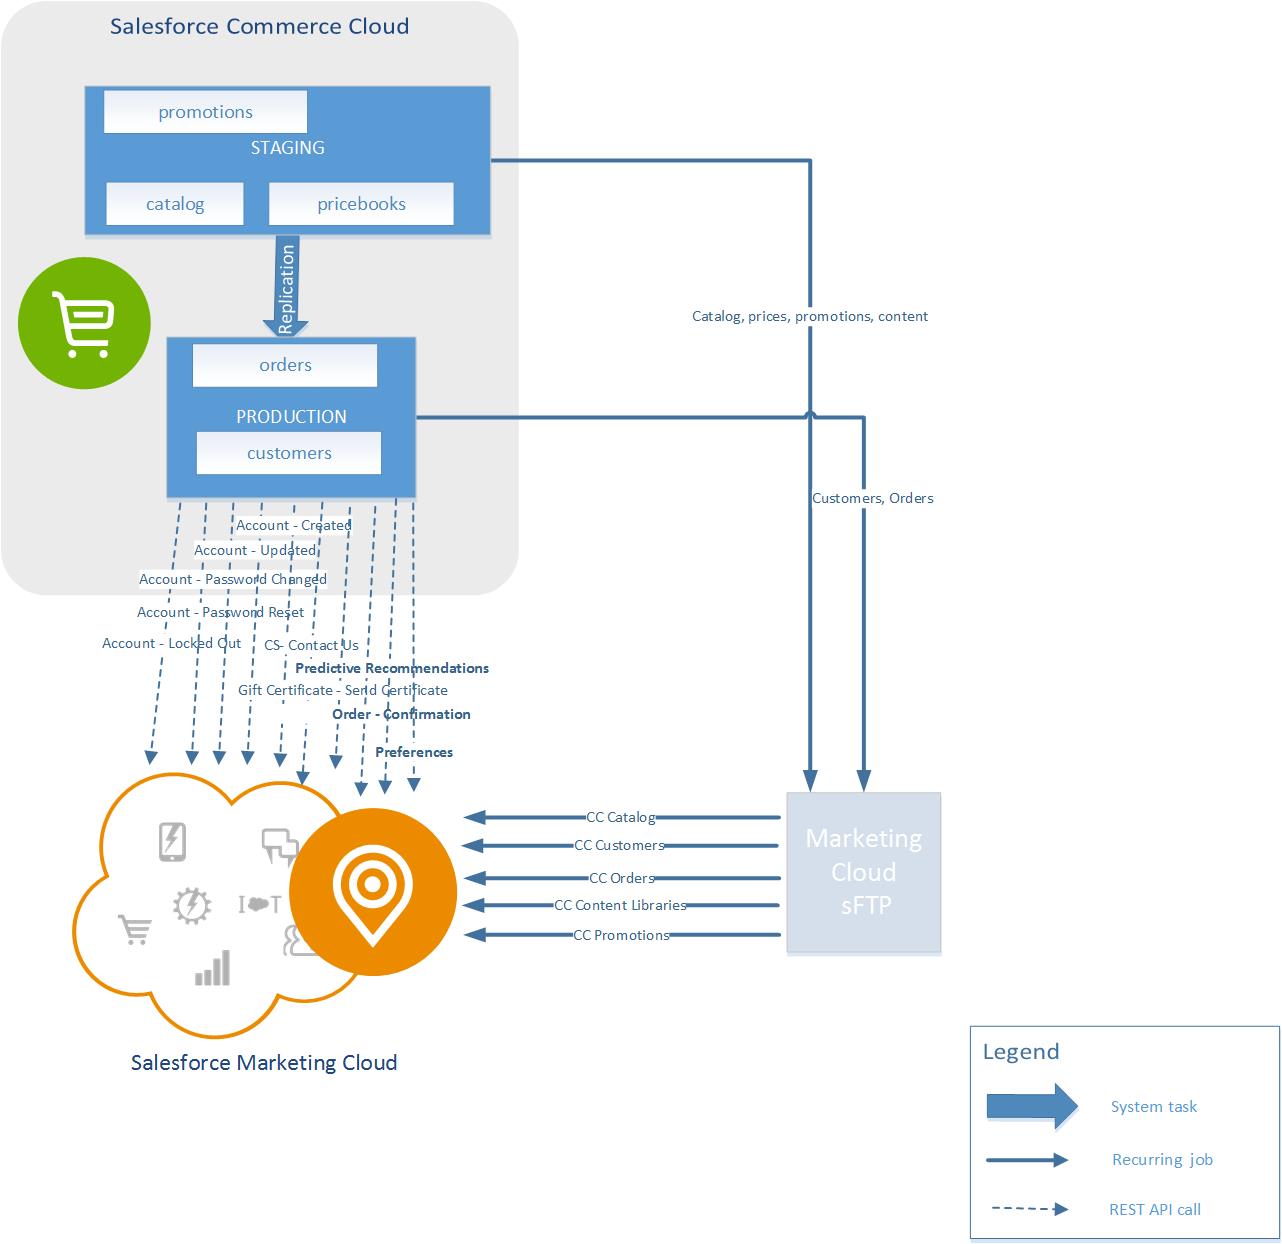 Salesforce Commerce Cloud
promotions
STAGING
catalog
pricebooks
Replication
orders
PRODUCTION
customers
Catalog, prices, promotions, content
Customers, Orders
Account - Created
Account - Updated
Account - Password Changed
Account - Password Reset
Account - Locked Out
CS- Contact Us
Predictive Recommendations
Gift Certificate - Send Certificate
Order - Confirmation
Preferences
CC Catalog
CC Customers
CC Orders
CC Content Libraries
CC Promotions
Marketing
Cloud
sFTP
I T
Salesforce Marketing Cloud
Legend
System task
Recurring job
REST API call